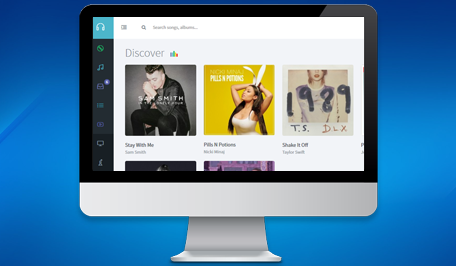 Search songs, albums...
Discover
SAM SMITH
IN THE LONELY HOUR
NICKI MINAJ
PILLS N POTIONS
1989
T.S. DLX
Stay With Me
Sam Smith
Pills N Potions
Nicki Minaj
Shake It Off
Taylor Swift